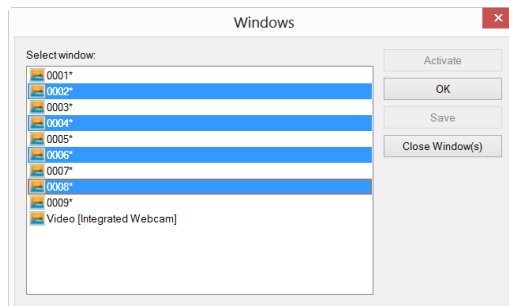 Windows
Select window:
Activate
0001*
0002*
OK
0003*
0004*
Save
0005*
0006*
Close Window(s)
0007*
0008*
0009*
Video [Integrated Webcam]